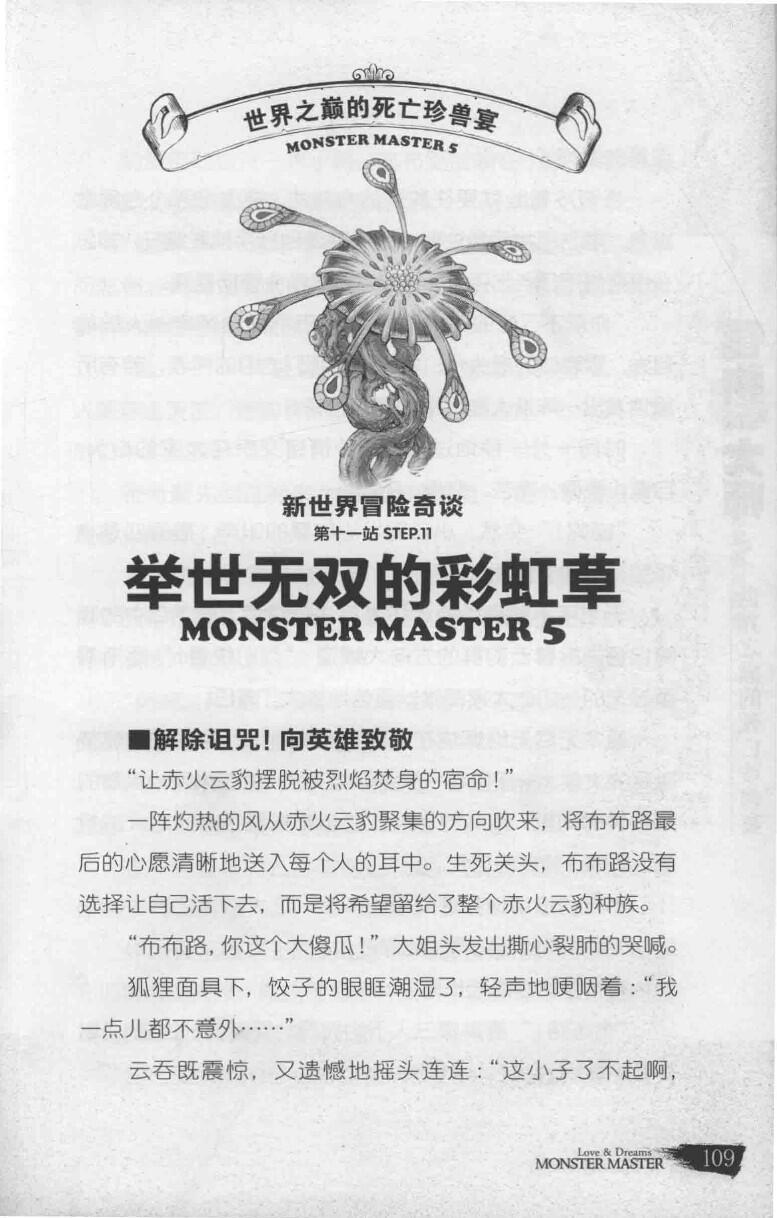 世界之巅的死亡珍兽宴
MONSTER MASTER 5
新世界冒险奇谈
第十一站 STEP.11
举世无双的彩虹草
MONSTER MASTER 5
■解除诅咒！向英雄致敬
“让赤火云豹摆脱被烈焰焚身的宿命！”
一阵灼热的风从赤火云豹聚集的方向吹来，将布布路最
后的心愿清晰地送入每个人的耳中。生死关头，布布路没有
选择让自己活下去，而是将希望留给了整个赤火云豹种族。
“布布路，你这个大傻瓜！”大姐头发出撕心裂肺的哭喊。
狐狸面具下，饺子的眼眶潮湿了，轻声地哽咽着：“我
一点儿都不意外……”
云吞既震惊，又遗憾地摇头连连：“这小子了不起啊，
Love & Dreams
MONSTER MASTER
109